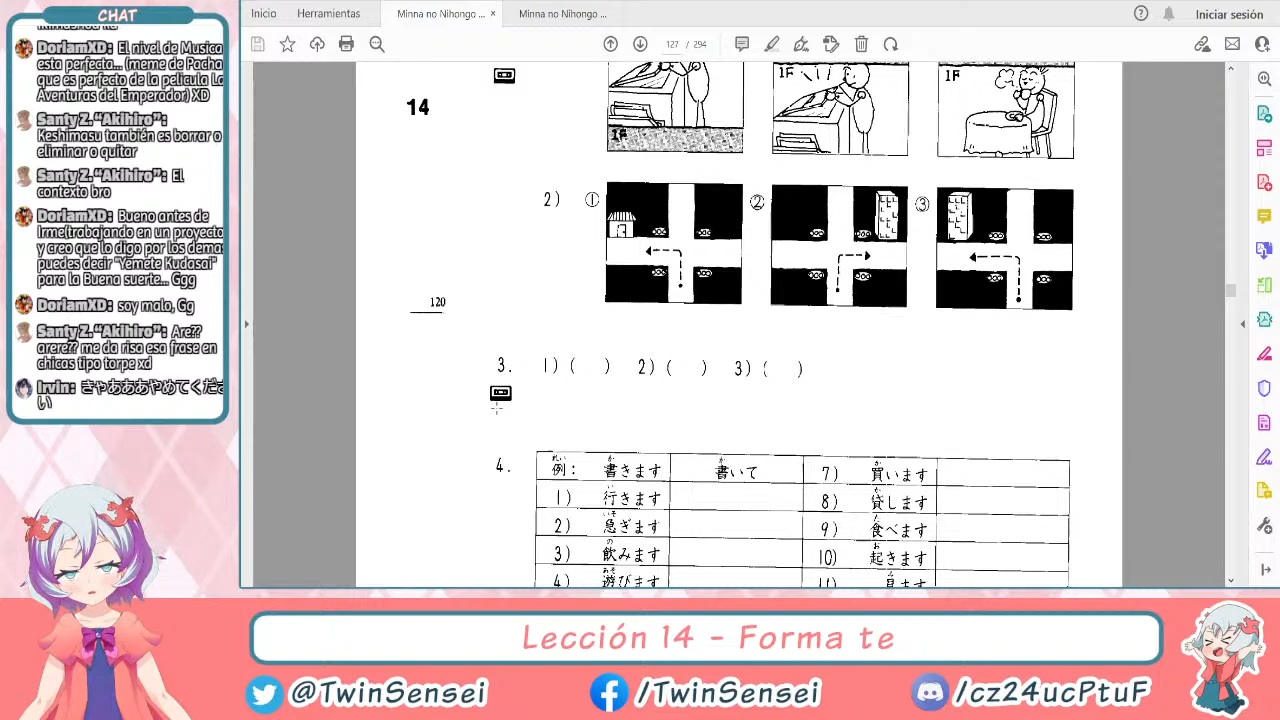 CHAT
DoriamXD: El nivel de Musica
esta perfecto... (meme de Pacha
que es perfecto de la pelicula La
Aventuras del Emperador) XD
Santy Z. "Akihiro":
Keshimasu también es borrar o
eliminar o quitar
Santy Z. "Akihiro": El
contexto bro
DoriamXD: Bueno antes de
Irme(trabajando en un proyecto
y creo que lo digo por los dema
puedes decir "Yemete Kudasai"
para la Buena suerte... Ggg
DoriamXD: soy malo, Gg
Santy Z. "Akihiro": Are??
arere?? me da risa esa frase en
chicas tipo torpe xd
Irvin: きゃあああやめてくださ
い
Inicio
Herramientas
Minna no Nihongo ... ×
Minna no Nihongo ...
Iniciar sesión
127 / 294
14
1F
1F
1F
2) ① ② ③
120
3. 1) ( ) 2) ( ) 3) ( )
4.
例： 書きます 書いて 7) 買います
1) 行きます 8) 貸します
2) 急ぎます 9) 食べます
3) 飲みます 10) 起きます
4) 遊びます 11) 見ます
Lección 14 - Forma te
@TwinSensei
/TwinSensei
/cz24ucPtuF